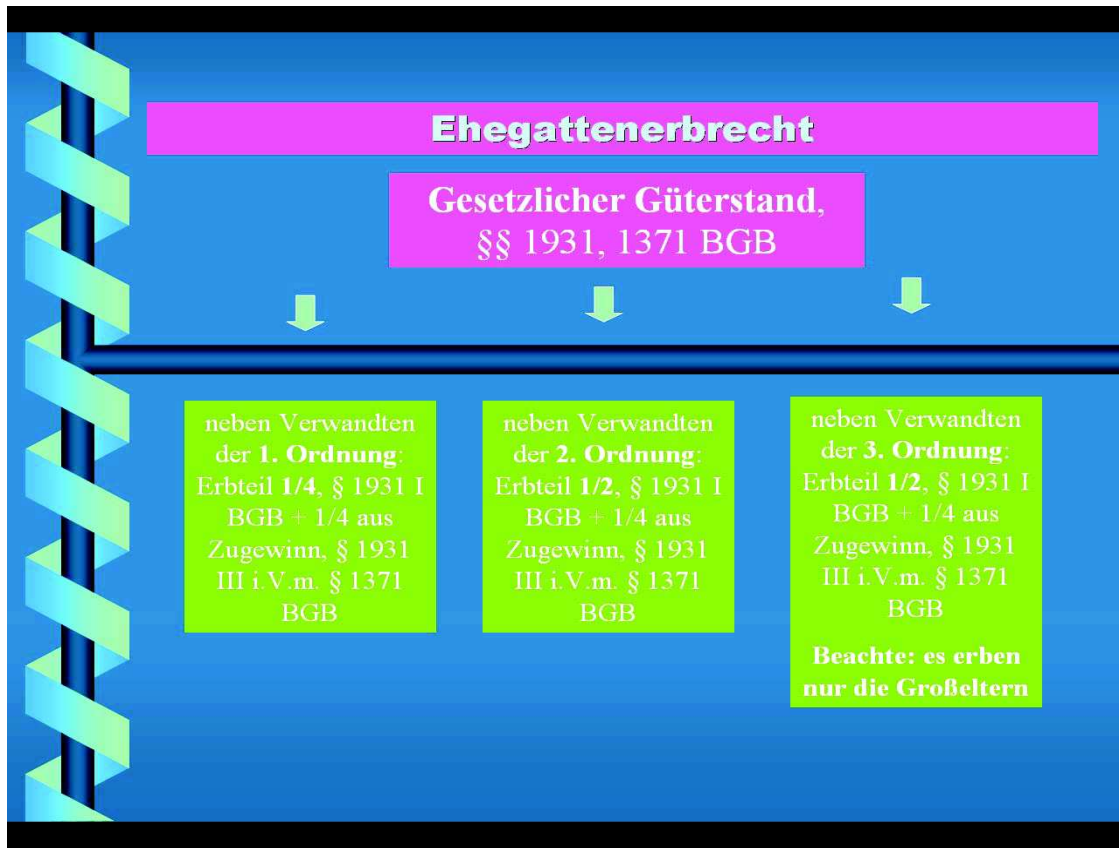 Ehegattenerbrecht
Gesetzlicher Güterstand,
§§ 1931, 1371 BGB
neben Verwandten
der 1. Ordnung:
Erbteil 1/4, § 1931 I
BGB + 1/4 aus
Zugewinn, § 1931
III i.V.m. § 1371
BGB
neben Verwandten
der 2. Ordnung:
Erbteil 1/2, § 1931 I
BGB + 1/4 aus
Zugewinn, § 1931
III i.V.m. § 1371
BGB
neben Verwandten
der 3. Ordnung:
Erbteil 1/2, § 1931 I
BGB + 1/4 aus
Zugewinn, § 1931
III i.V.m. § 1371
BGB
Beachte: es erben
nur die Großeltern